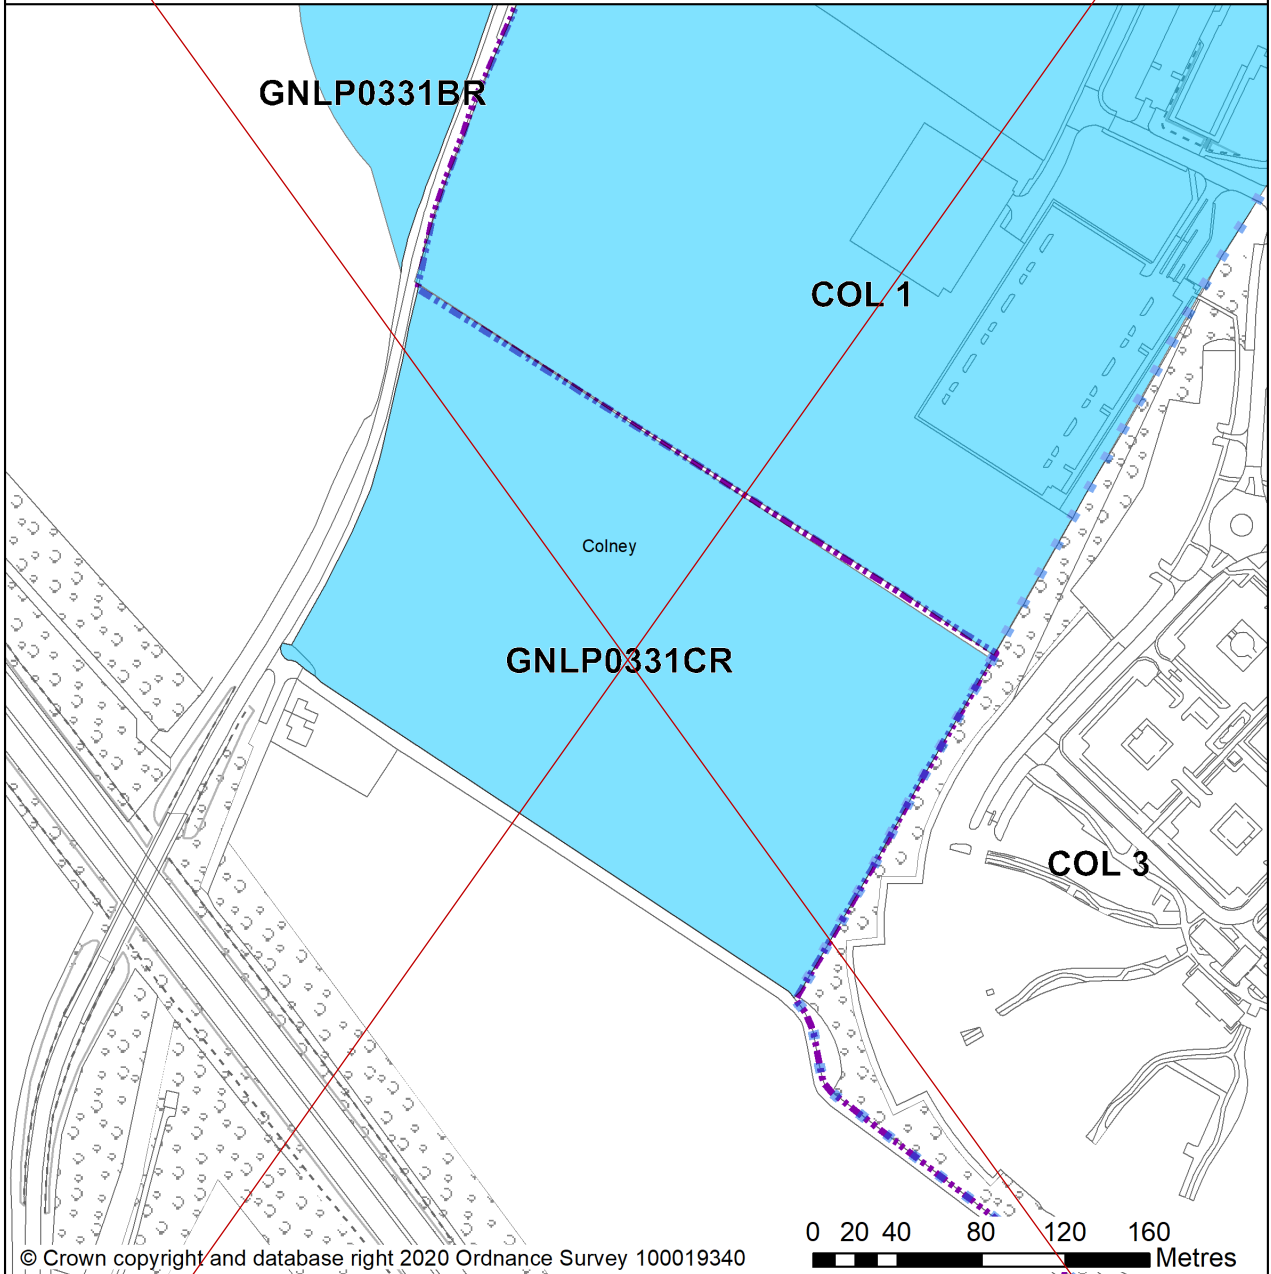 GNLP0331BR
COL 1
Colney
GNLP0331CR
COL 3
0 20 40 80 120 160
Metres
© Crown copyright and database right 2020 Ordnance Survey 100019340